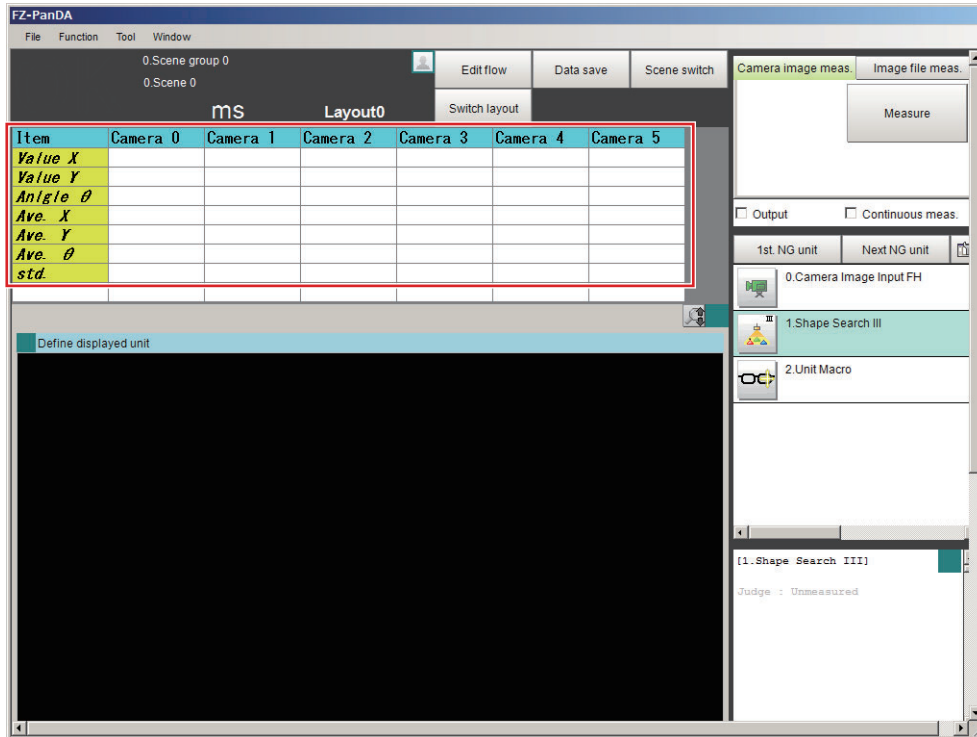 FZ-PanDA
File Function Tool Window
0.Scene group 0
0.Scene 0
ms Layout0
Edit flow Data save Scene switch
Switch layout
Camera image meas. Image file meas.
Measure
Item Camera 0 Camera 1 Camera 2 Camera 3 Camera 4 Camera 5
Value X
Value Y
Anlgle θ
Ave. X
Ave. Y
Ave. θ
std.
Output Continuous meas.
1st. NG unit Next NG unit
0.Camera Image Input FH
III 1.Shape Search III
2.Unit Macro
Define displayed unit
[1.Shape Search III]
Judge : Unmeasured